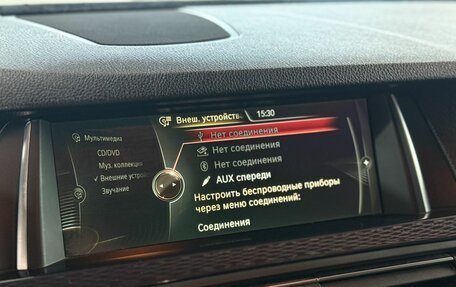 Внеш. устройств.
15:30
Мультимедиа
CD/DVD
Муз. коллекция
Внешние устрой
Звучание
Нет соединения
Нет соединения
Нет соединения
AUX спереди
Настроить беспроводные приборы
через меню соединений:
Соединения